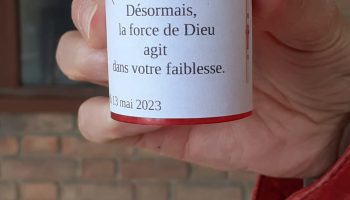 Désormais,
la force de Dieu
agit
dans votre faiblesse.
13 mai 2023